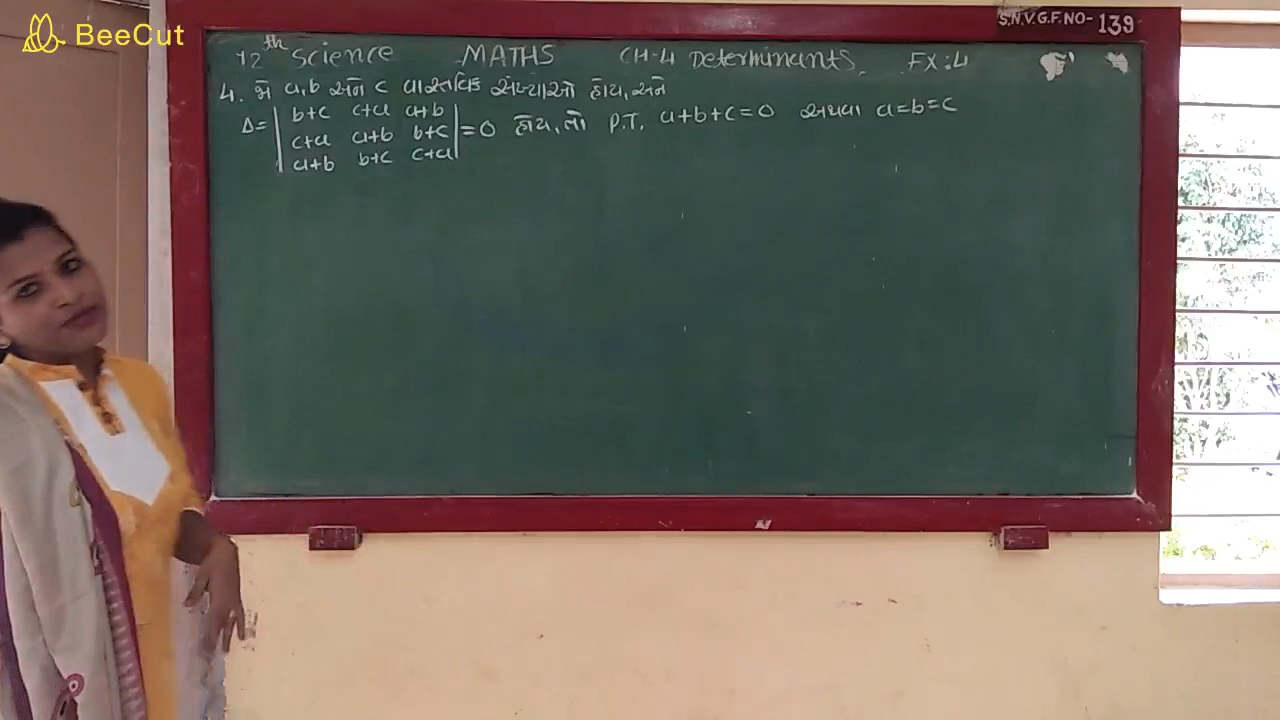 BeeCut
S.N.V.G.F.NO- 139
12th Science MATHS CH-4 Determinants. EX:4
4. જો a,b અને c વાસ્તવિક સંખ્યાઓ હોય, અને
Δ= | b+c c+a a+b |
| c+a a+b b+c | =0 હોય, તો P.T. a+b+c=0 અથવા a=b=c
| a+b b+c c+a |